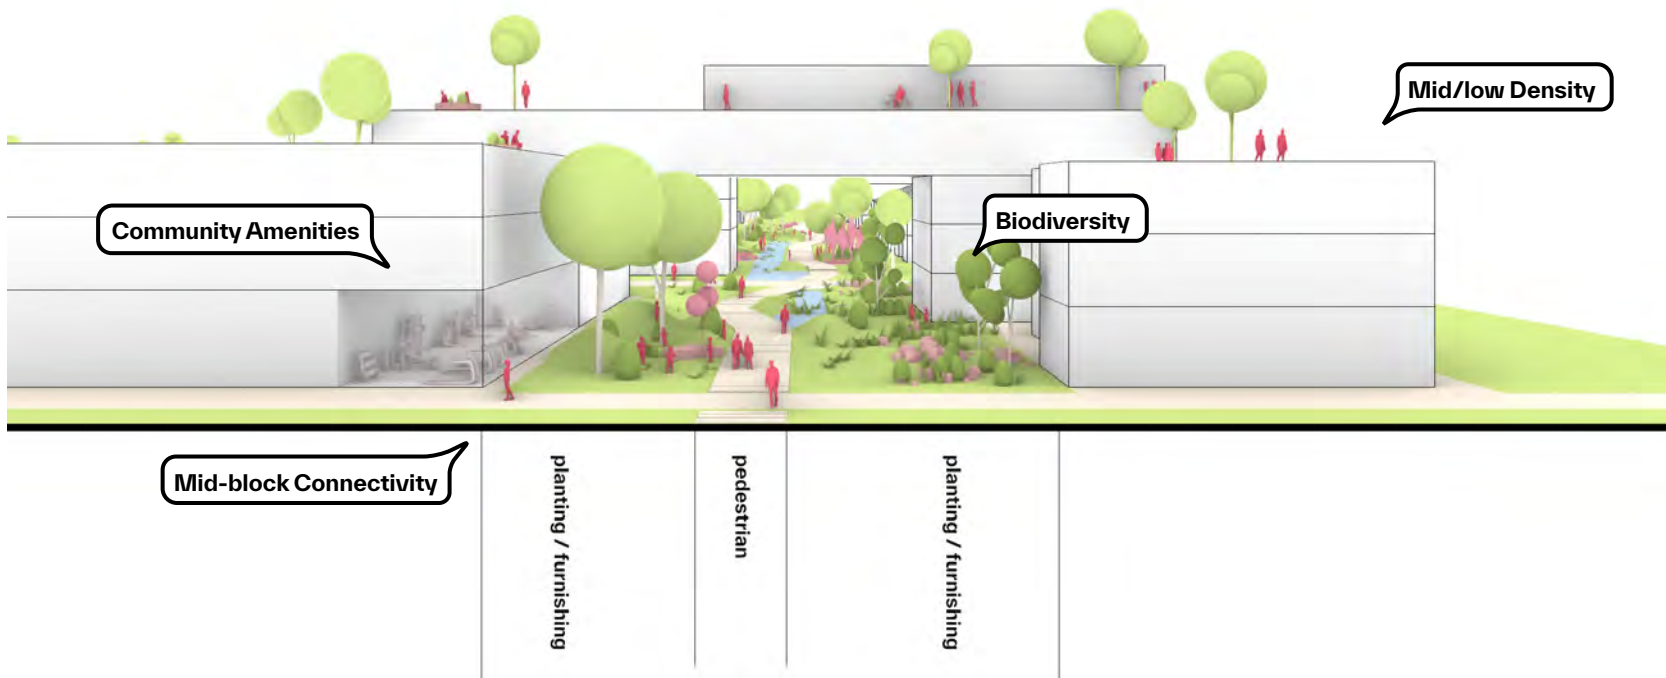 Mid/low Density
Community Amenities
Biodiversity
Mid-block Connectivity
planting / furnishing
pedestrian
planting / furnishing